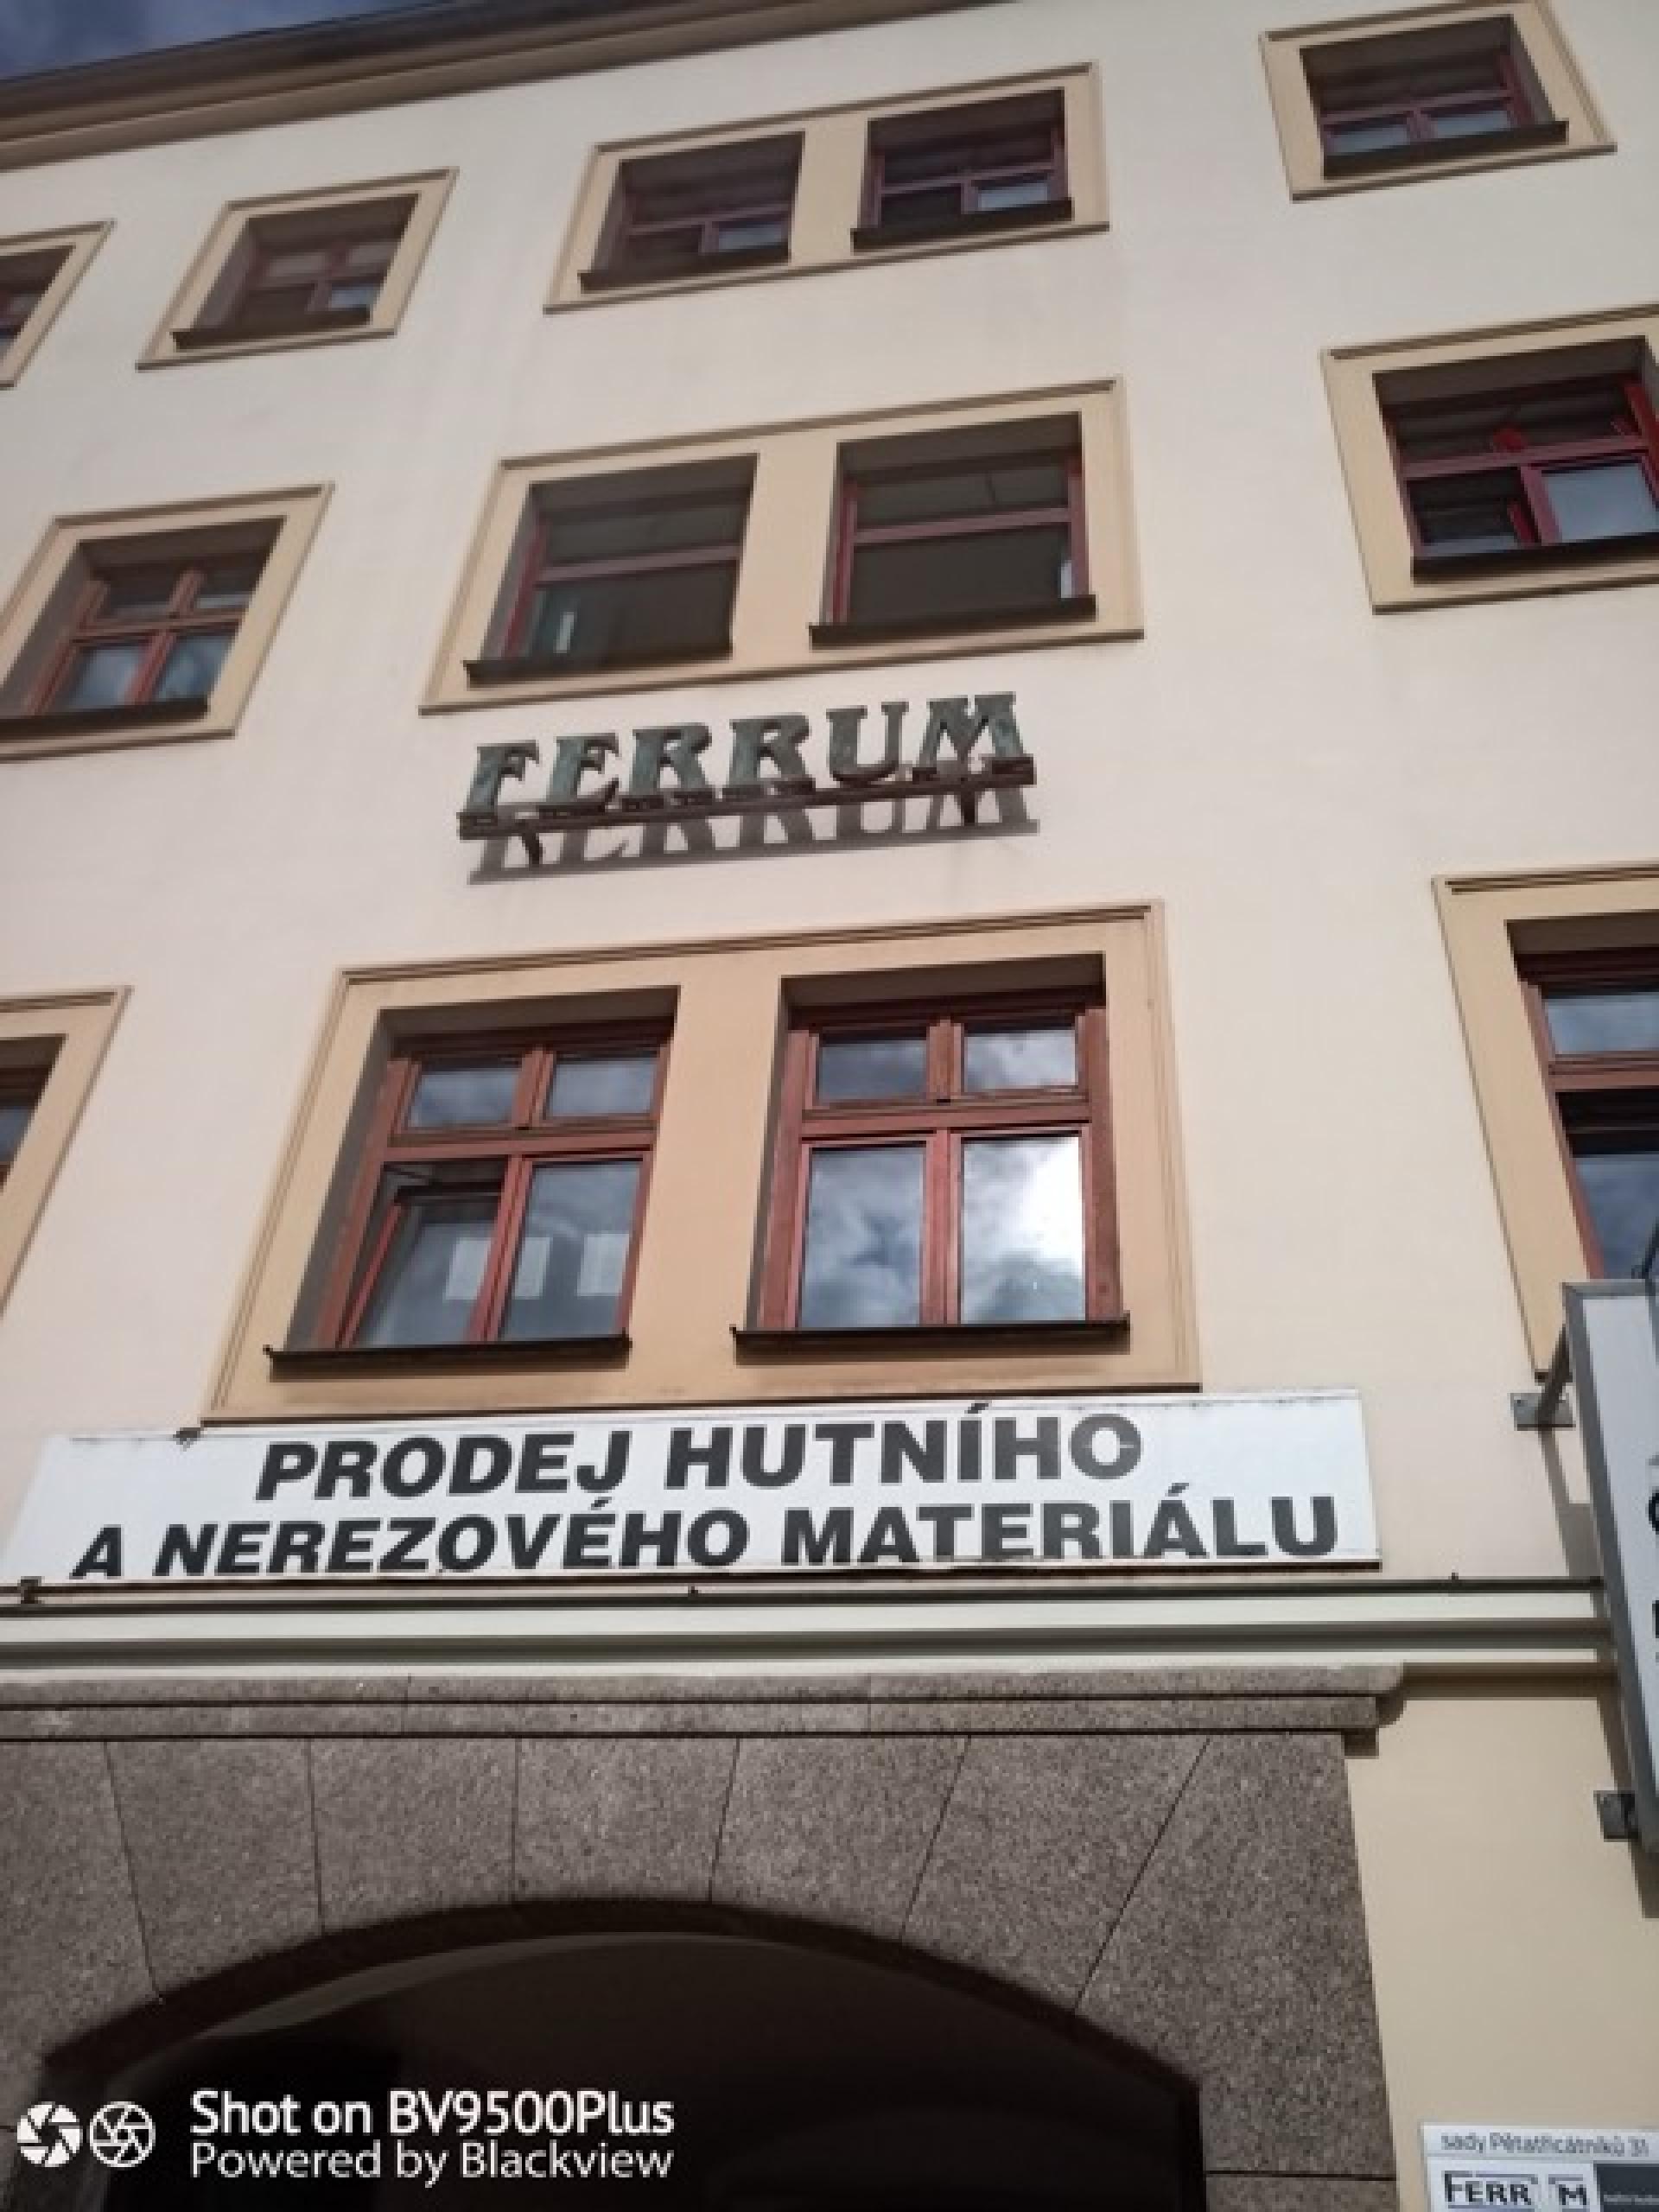 FERRUM
PRODEJ HUTNÍHO
A NEREZOVÉHO MATERIÁLU
Shot on BV9500Plus
Powered by Blackview
sady Pětatřicátníků 31